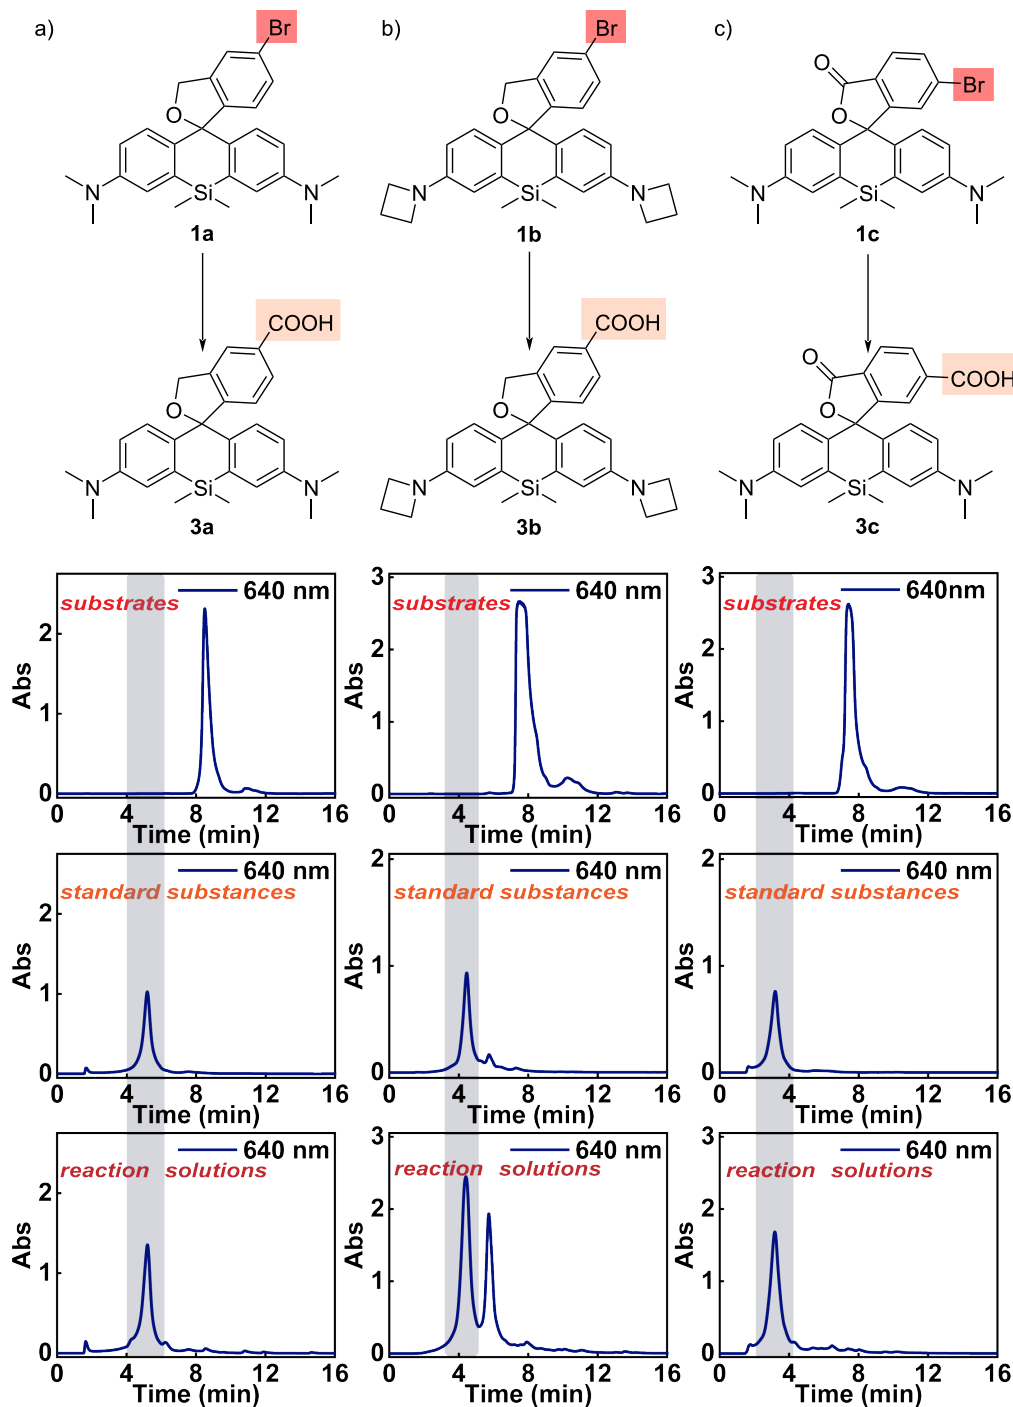 a) b) c)
Br Br Br
O O O O
N Si N N Si N N Si N
1a 1b 1c
COOH COOH COOH
O O O O
N Si N N Si N N Si N
3a 3b 3c
640 nm 640 nm 640nm
substrates substrates substrates
Abs Abs Abs
2 1 0 3 2 1 0 3 2 1 0
0 4 8 12 16 0 4 8 12 16 0 4 8 12 16
Time (min) Time (min) Time (min)
640 nm 640 nm 640 nm
standard substances standard substances standard substances
Abs Abs Abs
2 1 0 2 1 0 2 1 0
0 4 8 12 16 0 4 8 12 16 0 4 8 12 16
Time (min) Time (min) Time (min)
640 nm 640 nm 640 nm
reaction solutions reaction solutions reaction solutions
Abs Abs Abs
2 1 0 3 2 1 0 3 2 1 0
0 4 8 12 16 0 4 8 12 16 0 4 8 12 16
Time (min) Time (min) Time (min)